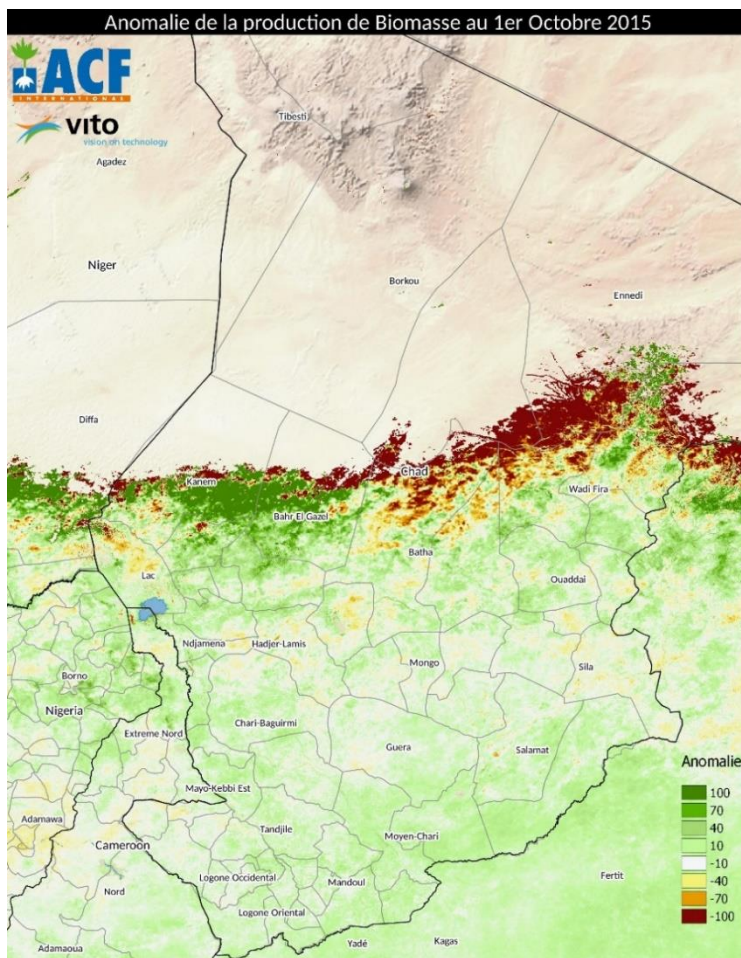 Anomalie de la production de Biomasse au 1er Octobre 2015
ACF
INTERNATIONAL
vito
vision on technology
Tibesti
Agadez
Niger
Borkou
Ennedi
Diffa
Chad
Kanem
Wadi Fira
Bahr El Gazel
Batha
Lac
Ouaddai
Ndjamena
Hadjer-Lamis
Mongo
Sila
Borno
Nigeria
Chari-Baguirmi
Extreme Nord
Guera
Salamat
Anomalie
Mayo-Kebbi Est
100
70
Adamawa
Tandjile
40
Moyen-Chari
Cameroon
10
-10
Logone Occidental
Fertit
-40
Nord
Mandoul
-70
Logone Oriental
-100
Adamaoua
Yadé
Kagas